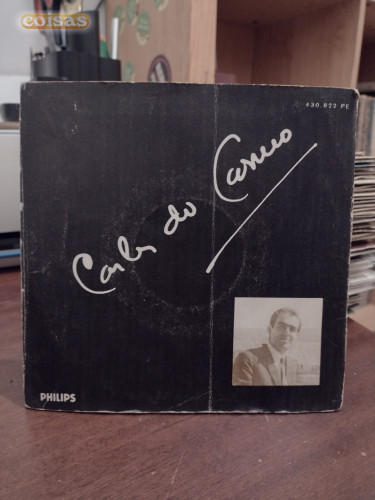 coisas
430.822 PE
Carlos do Carmo
PHILIPS